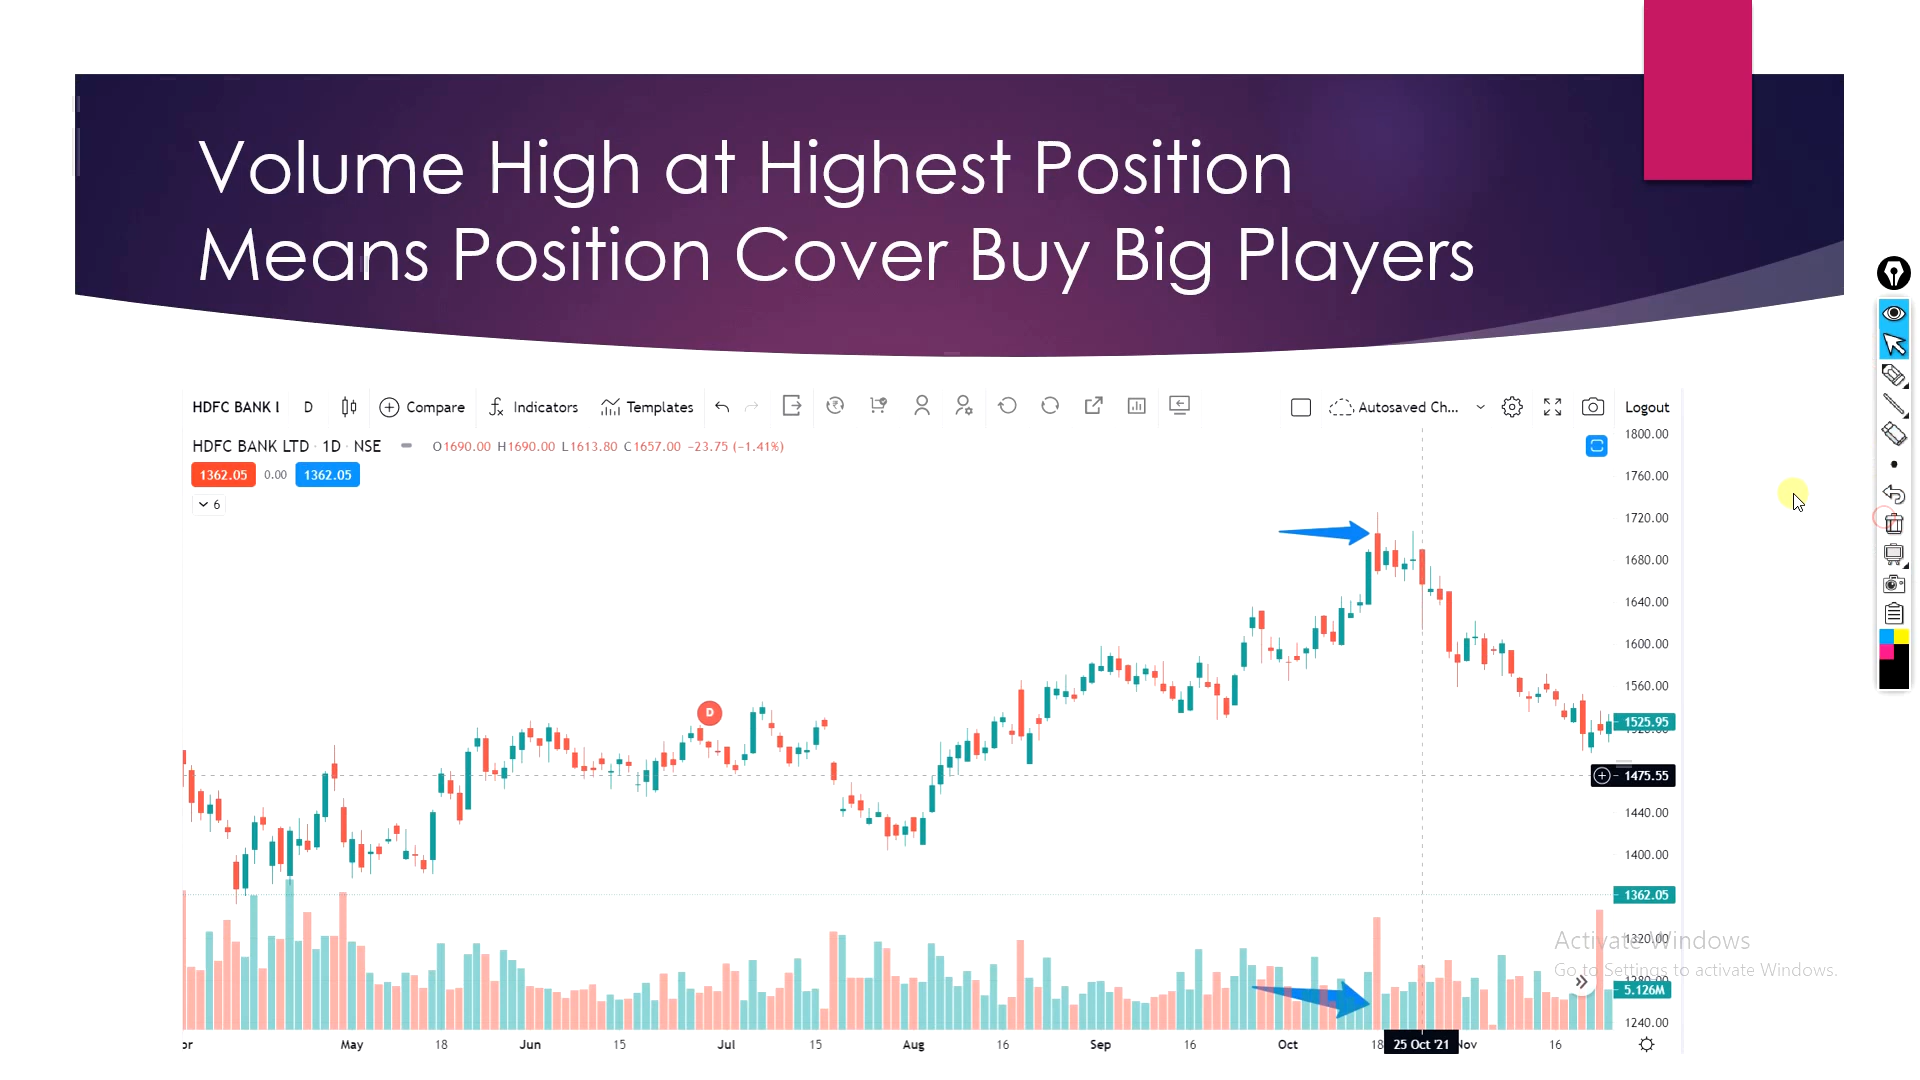 Volume High at Highest Position
Means Position Cover Buy Big Players
HDFC BANK L D Compare Indicators Templates Autosaved Ch... Logout
HDFC BANK LTD · 1D · NSE O1690.00 H1690.00 L1613.80 C1657.00 −23.75 (−1.41%)
1362.05 0.00 1362.05
6
1800.00
1760.00
1720.00
1680.00
1640.00
1600.00
1560.00
D
1525.95
1475.55
1440.00
1400.00
1362.05
1320.00
Activate Windows
Go to Settings to activate Windows.
1280.00
5.126M
1240.00
May 18 Jun 15 Jul 15 Aug 16 Sep 16 Oct 18 25 Oct '21 Nov 16